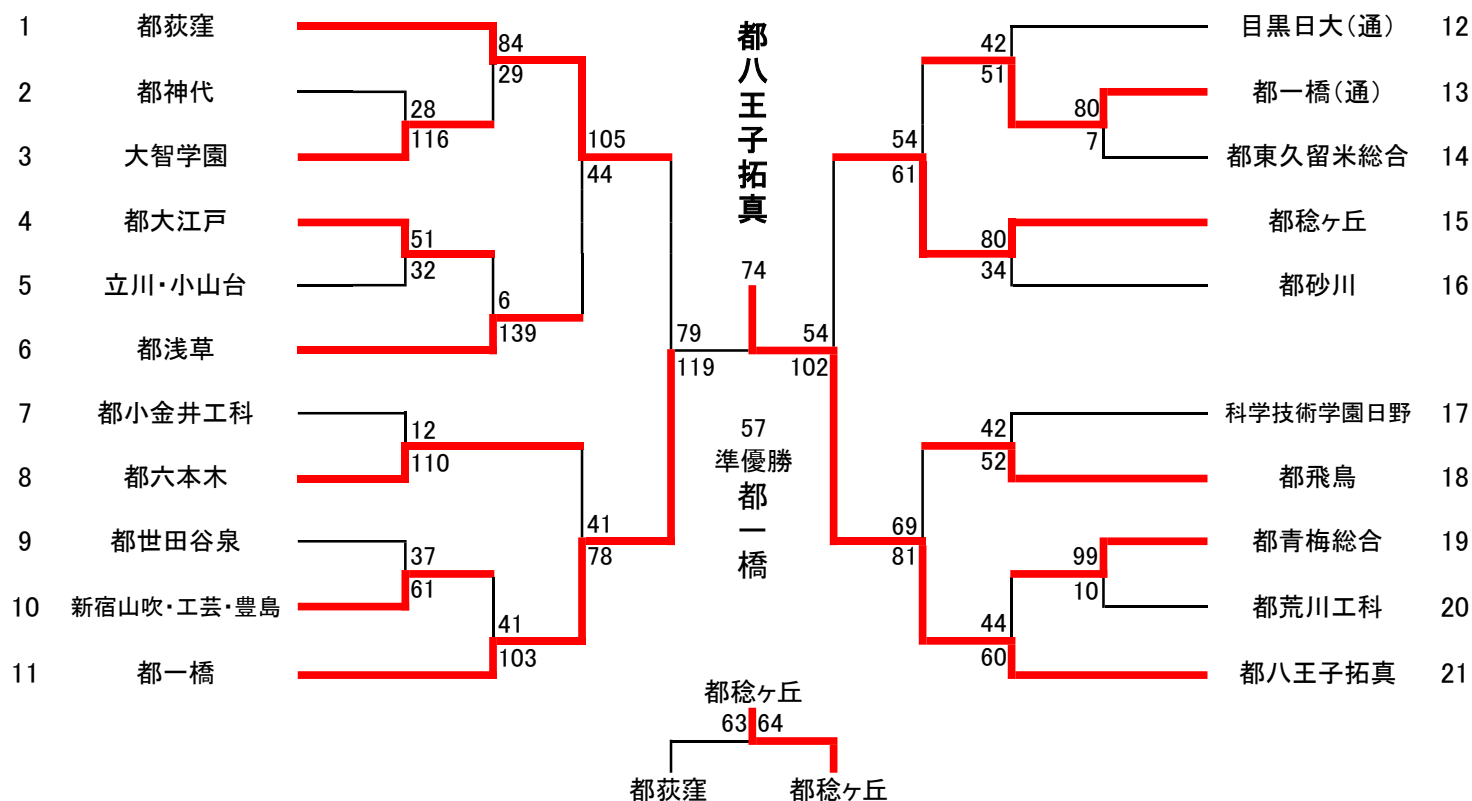 1 都荻窪
2 都神代
3 大智学園
4 都大江戸
5 立川・小山台
6 都浅草
7 都小金井工科
8 都六本木
9 都世田谷泉
10 新宿山吹・工芸・豊島
11 都一橋
84
29
28
116
105
44
51
32
6
139
79
119
12
110
41
78
37
61
41
103
都八王子拓真
74
57
準優勝
都一橋
42
51
80
7
54
61
80
34
54
102
42
52
69
81
99
10
44
60
目黒日大(通) 12
都一橋(通) 13
都東久留米総合 14
都稔ヶ丘 15
都砂川 16
科学技術学園日野 17
都飛鳥 18
都青梅総合 19
都荒川工科 20
都八王子拓真 21
都稔ヶ丘
63 64
都荻窪 都稔ヶ丘